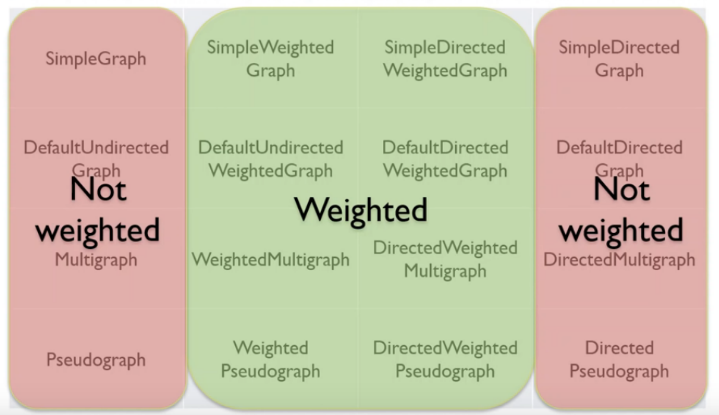 SimpleGraph
SimpleWeighted
Graph
SimpleDirected
WeightedGraph
SimpleDirected
Graph
DefaultUndirected
Graph
DefaultUndirected
WeightedGraph
DefaultDirected
WeightedGraph
DefaultDirected
Graph
Not
weighted
Weighted
Not
weighted
Multigraph
WeightedMultigraph
DirectedWeighted
Multigraph
DirectedMultigraph
Pseudograph
Weighted
Pseudograph
DirectedWeighted
Pseudograph
Directed
Pseudograph